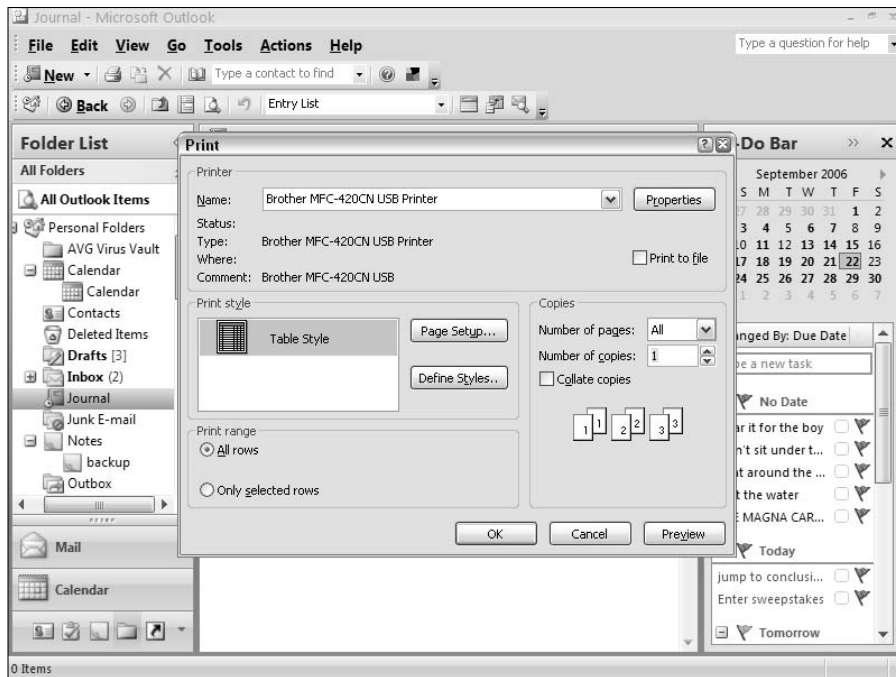 Journal - Microsoft Outlook
File Edit View Go Tools Actions Help
Type a question for help
New Type a contact to find
Back Entry List
Folder List
All Folders
All Outlook Items
Personal Folders
AVG Virus Vault
Calendar
Calendar
Contacts
Deleted Items
Drafts [3]
Inbox (2)
Journal
Junk E-mail
Notes
backup
Outbox
Mail
Calendar
0 Items
Print
Printer
Name: Brother MFC-420CN USB Printer Properties
Status:
Type: Brother MFC-420CN USB Printer
Where: Print to file
Comment: Brother MFC-420CN USB
Print style
Table Style
Page Setup...
Define Styles..
Print range
All rows
Only selected rows
Copies
Number of pages: All
Number of copies: 1
Collate copies
1 1 2 2 3 3
OK Cancel Preview
-Do Bar
September 2006
S M T W T F S
27 28 29 30 31 1 2
3 4 5 6 7 8 9
10 11 12 13 14 15 16
17 18 19 20 21 22 23
24 25 26 27 28 29 30
1 2 3 4 5 6 7
nged By: Due Date
pe a new task
No Date
ar it for the boy
n't sit under t...
at around the ...
t the water
E MAGNA CAR...
Today
jump to conclusi...
Enter sweepstakes
Tomorrow